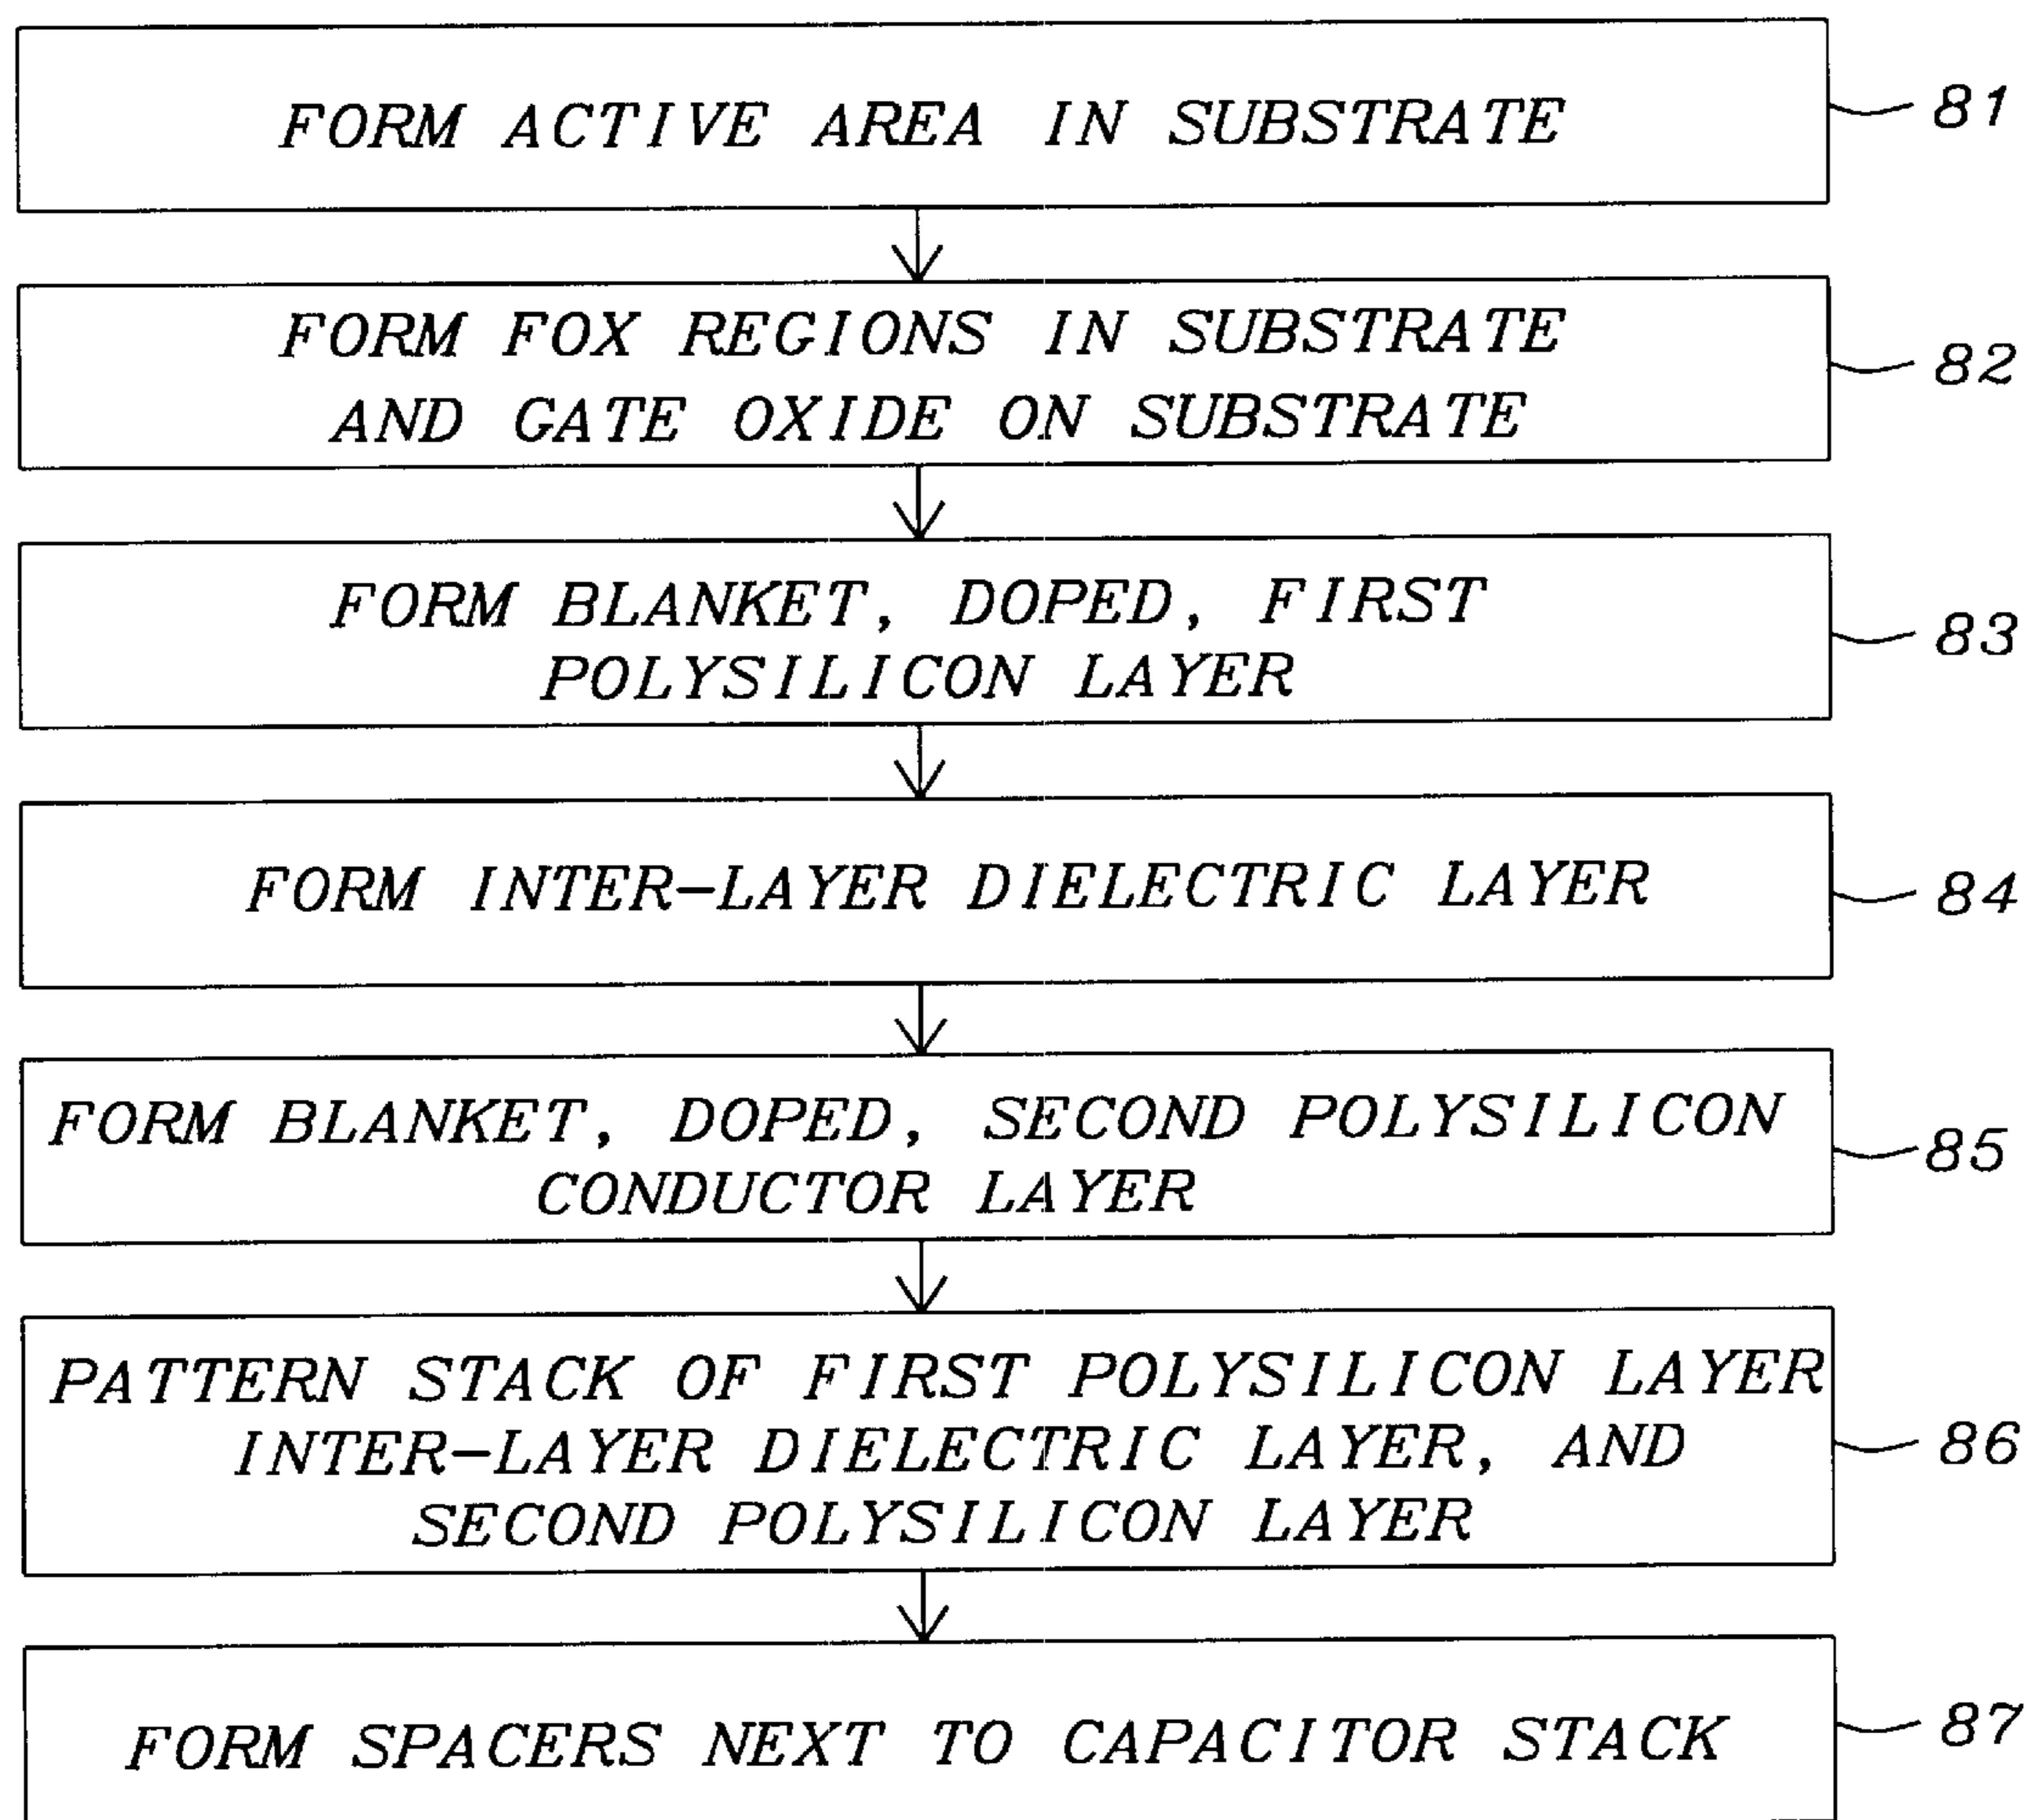 FORM ACTIVE AREA IN SUBSTRATE
81
FORM FOX REGIONS IN SUBSTRATE
AND GATE OXIDE ON SUBSTRATE
82
FORM BLANKET, DOPED, FIRST
POLYSILICON LAYER
83
FORM INTER-LAYER DIELECTRIC LAYER
84
FORM BLANKET, DOPED, SECOND POLYSILICON
CONDUCTOR LAYER
85
PATTERN STACK OF FIRST POLYSILICON LAYER
INTER-LAYER DIELECTRIC LAYER, AND
SECOND POLYSILICON LAYER
86
FORM SPACERS NEXT TO CAPACITOR STACK
87